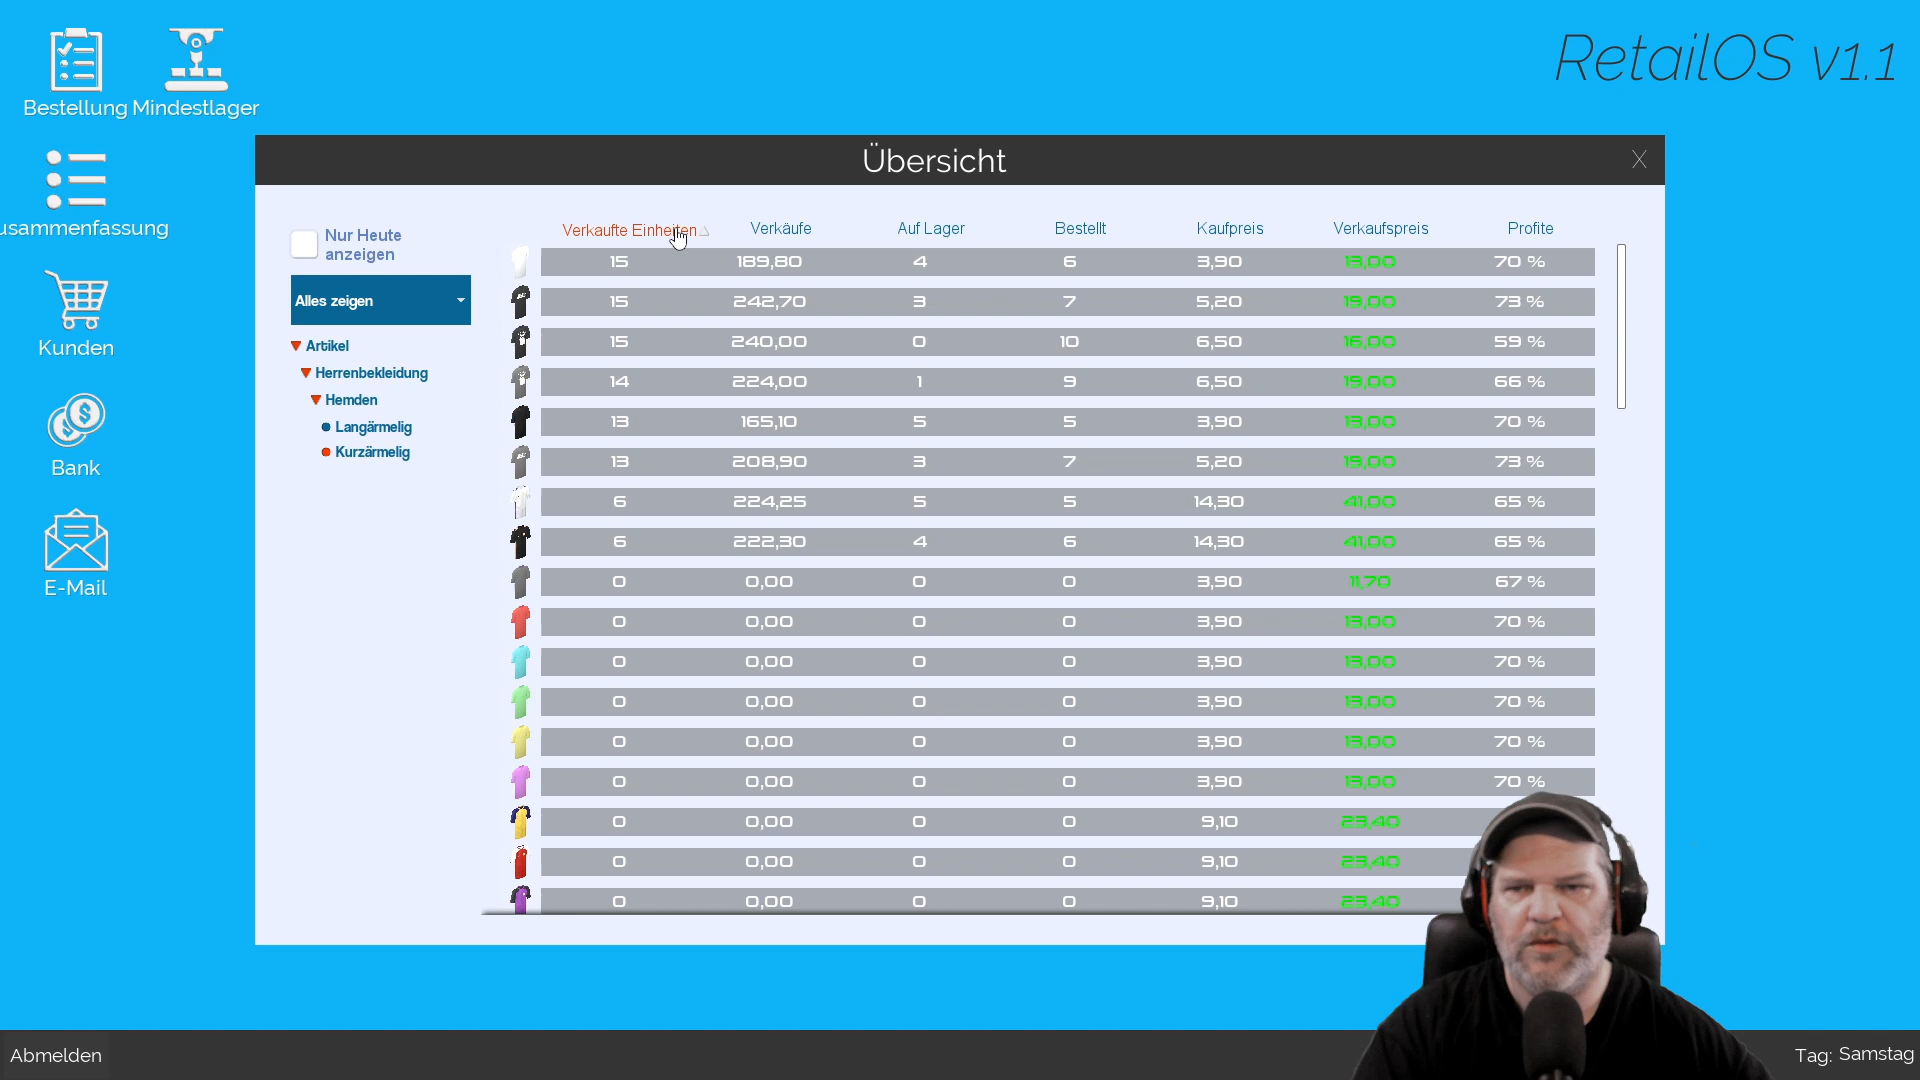 RetailOS v1.1
Bestellung
Mindestlager
usammenfassung
Kunden
Bank
E-Mail
Übersicht
X
Nur Heute
anzeigen
Alles zeigen
Artikel
Herrenbekleidung
Hemden
Langärmelig
Kurzärmelig
Verkaufte Einheiten Verkäufe Auf Lager Bestellt Kaufpreis Verkaufspreis Profite
15 189,80 4 6 3,90 13,00 70 %
15 242,70 3 7 5,20 19,00 73 %
15 240,00 0 10 6,50 16,00 59 %
14 224,00 1 9 6,50 19,00 66 %
13 165,10 5 5 3,90 13,00 70 %
13 208,90 3 7 5,20 19,00 73 %
6 224,25 5 5 14,30 41,00 65 %
6 222,30 4 6 14,30 41,00 65 %
0 0,00 0 0 3,90 11,70 67 %
0 0,00 0 0 3,90 13,00 70 %
0 0,00 0 0 3,90 13,00 70 %
0 0,00 0 0 3,90 13,00 70 %
0 0,00 0 0 3,90 13,00 70 %
0 0,00 0 0 3,90 13,00 70 %
0 0,00 0 0 9,10 23,40
0 0,00 0 0 9,10 23,40
0 0,00 0 0 9,10 23,40
Abmelden
Tag: Samstag